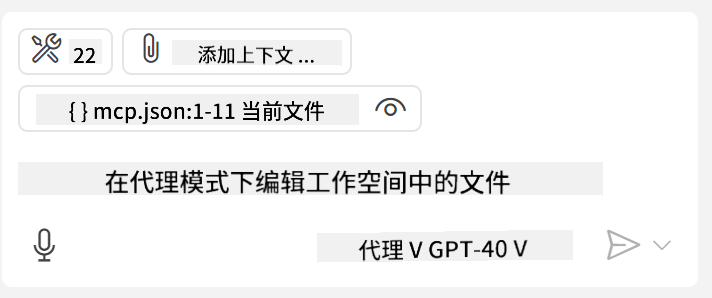 22 添加上下文 ...
{ } mcp.json:1-11 当前文件
在代理模式下编辑工作空间中的文件
代理 V GPT-40 V